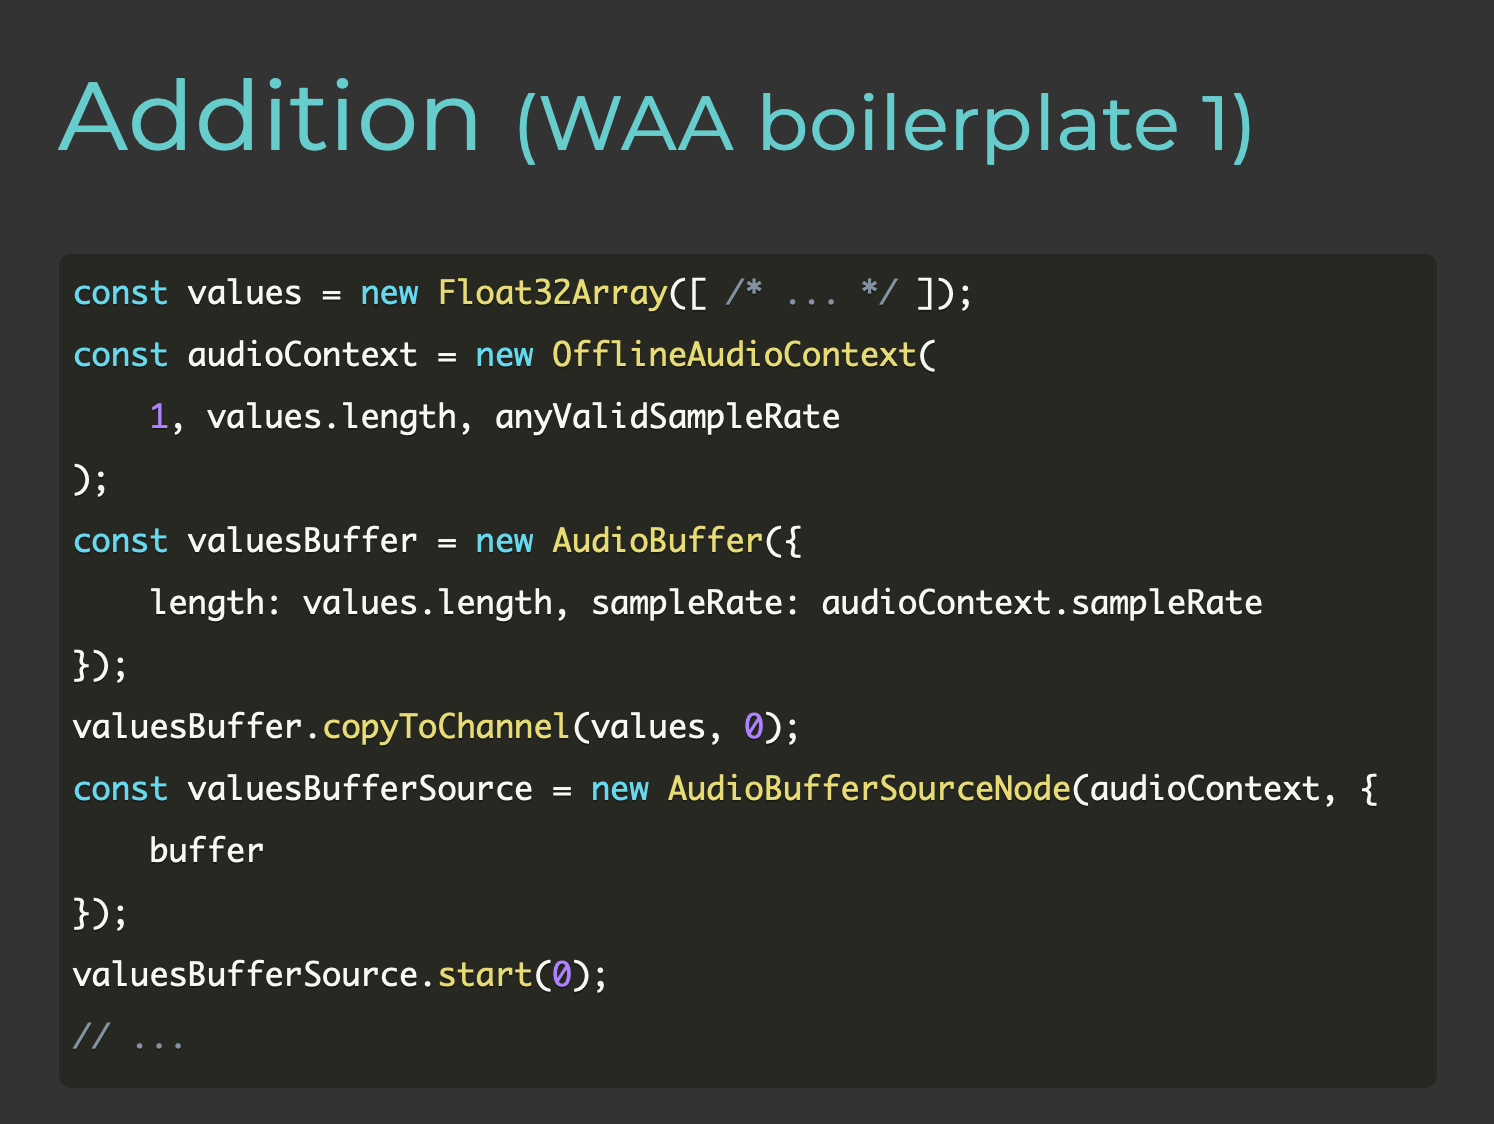 Addition (WAA boilerplate 1)
const values = new Float32Array([ /* ... */ ]);
const audioContext = new OfflineAudioContext(
    1, values.length, anyValidSampleRate
);
const valuesBuffer = new AudioBuffer({
    length: values.length, sampleRate: audioContext.sampleRate
});
valuesBuffer.copyToChannel(values, 0);
const valuesBufferSource = new AudioBufferSourceNode(audioContext, {
    buffer
});
valuesBufferSource.start(0);
// ...